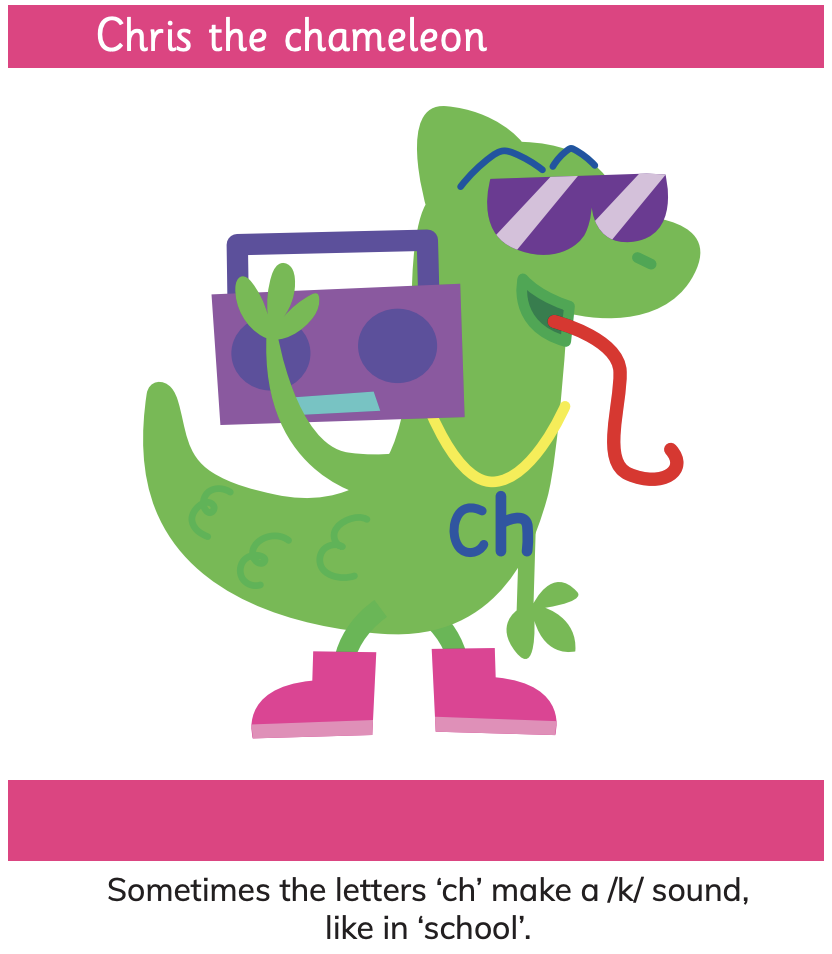 Chris the chameleon
ch
Sometimes the letters ‘ch’ make a /k/ sound,
like in ‘school’.